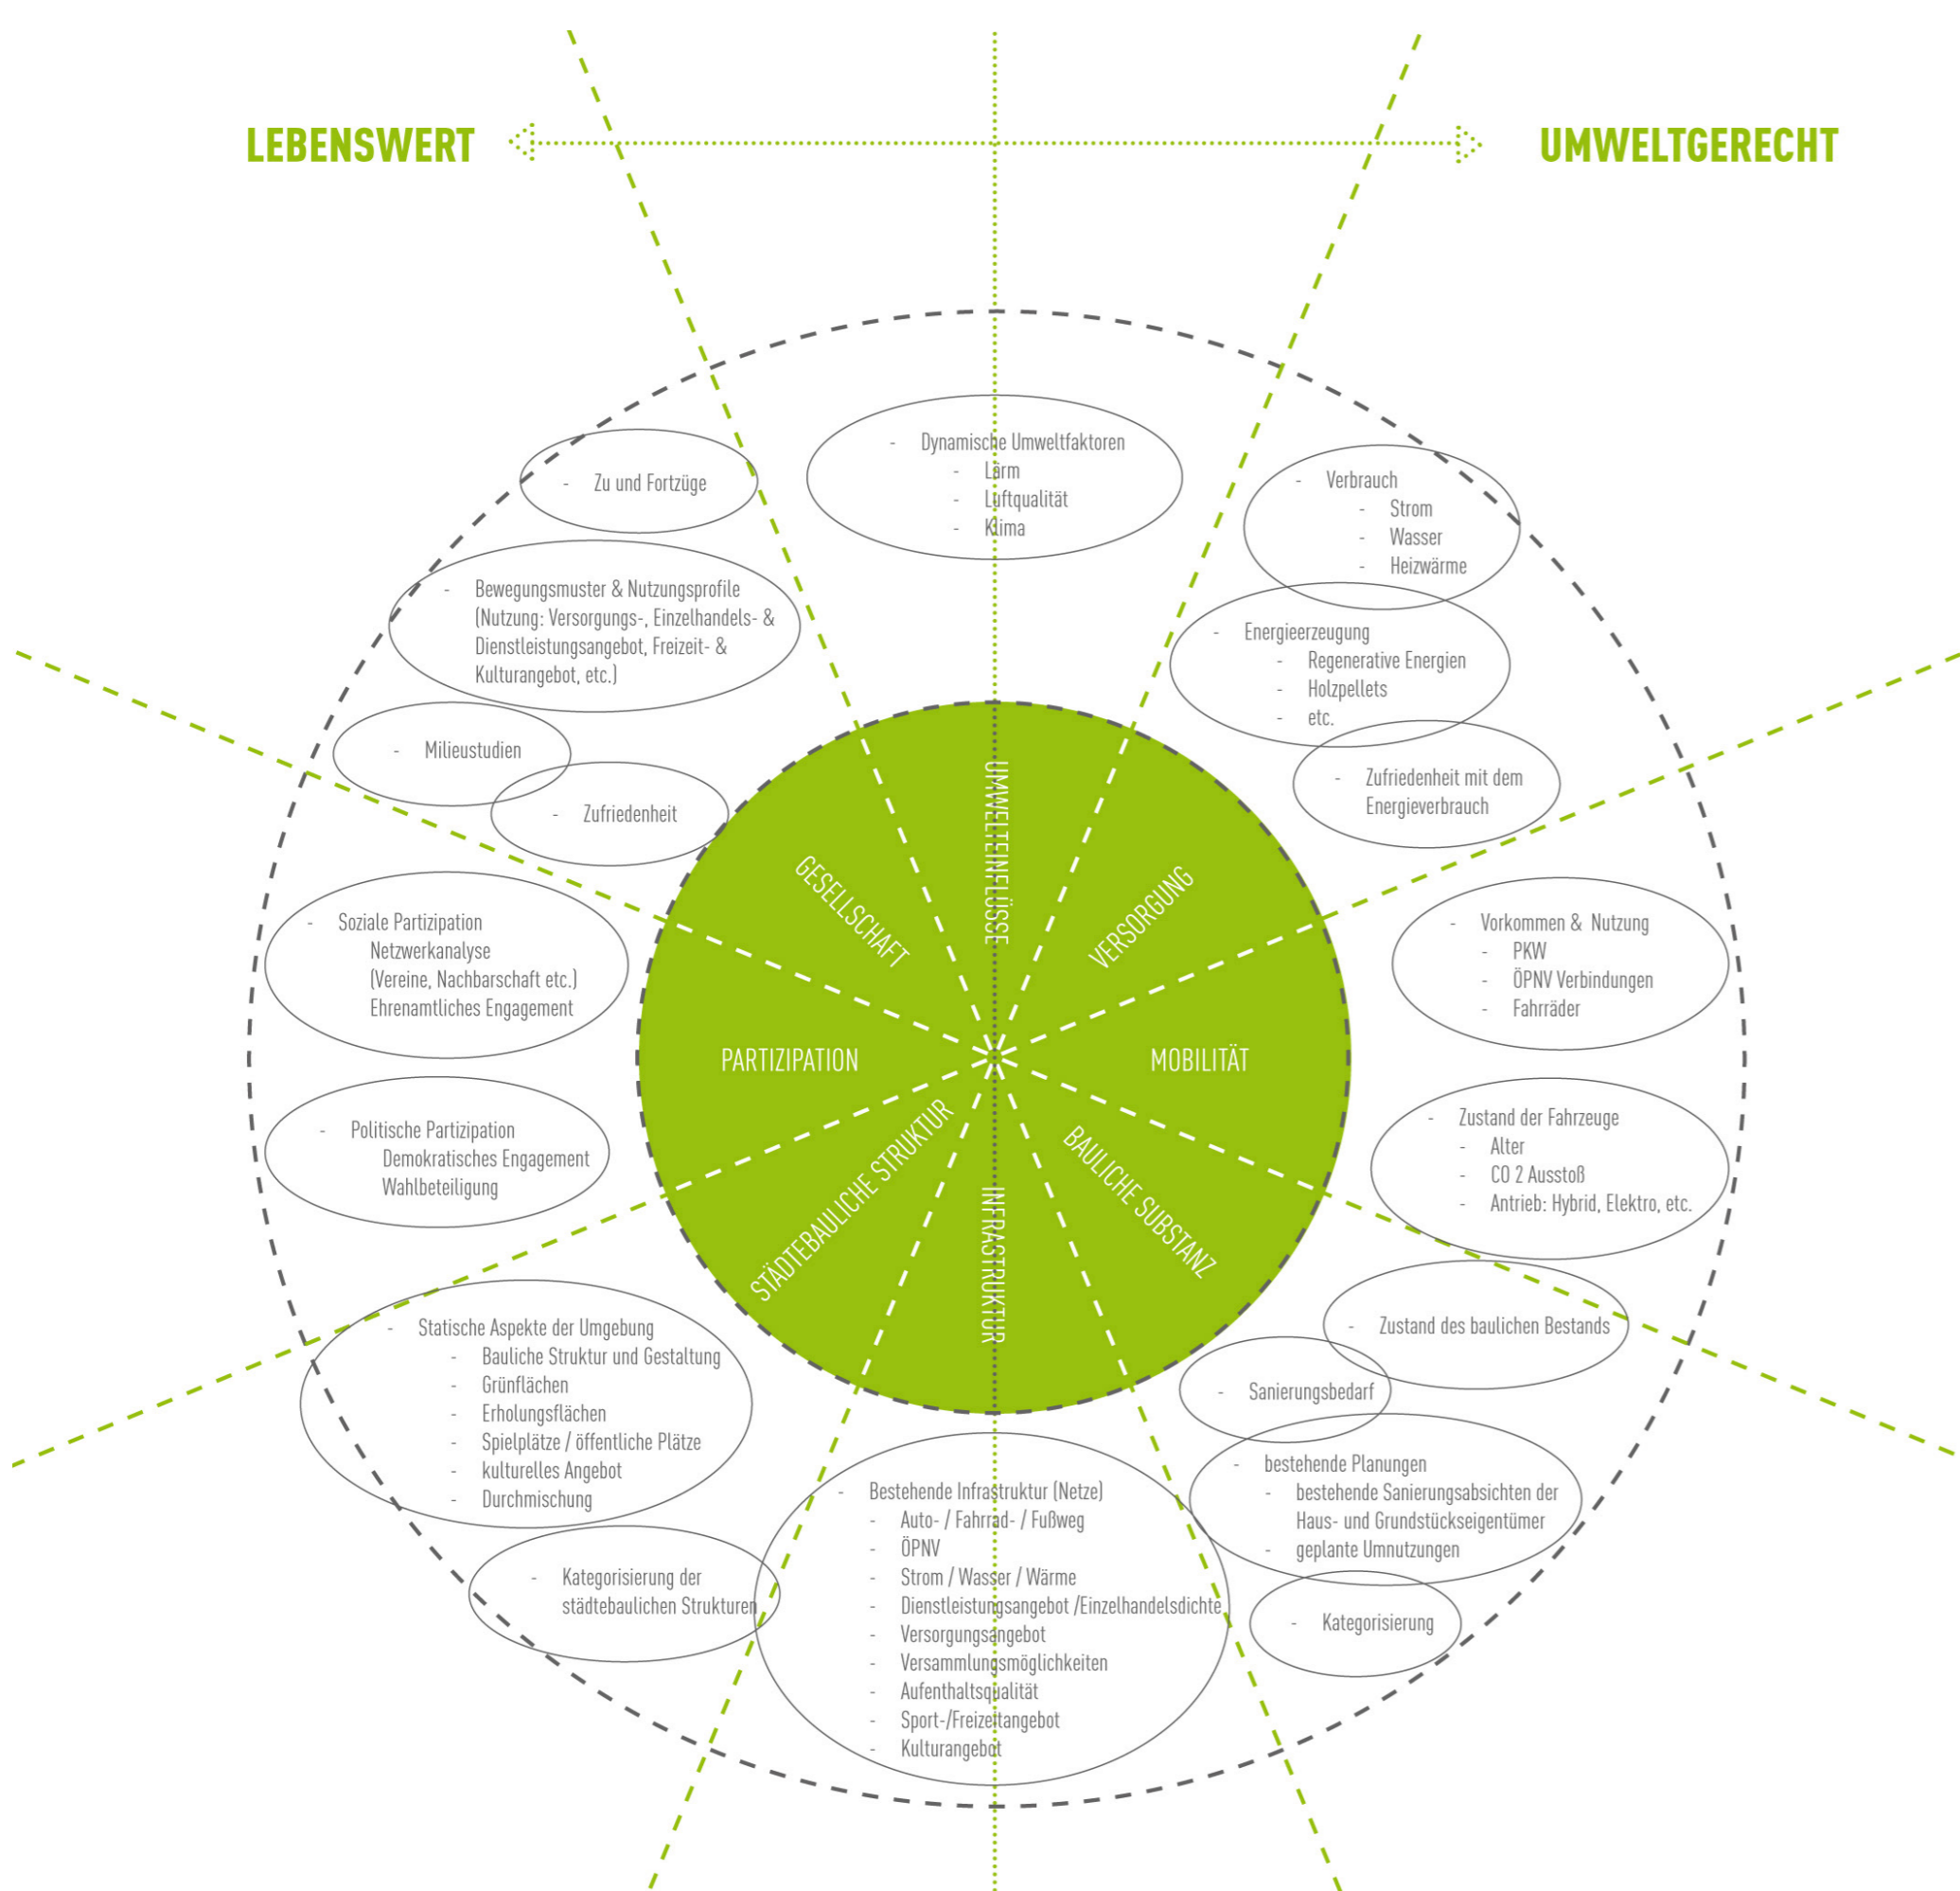 LEBENSWERT
UMWELTGERECHT
- Dynamische Umweltfaktoren
- Lärm
- Luftqualität
- Klima
- Zu und Fortzüge
- Bewegungsmuster & Nutzungsprofile
(Nutzung: Versorgungs-, Einzelhandels- &
Dienstleistungsangebot, Freizeit- &
Kulturangebot, etc.)
- Milieustudien
- Zufriedenheit
- Verbrauch
- Strom
- Wasser
- Heizwärme
- Energieerzeugung
- Regenerative Energien
- Holzpellets
- etc.
- Zufriedenheit mit dem
Energieverbrauch
UMWELTEINFLÜSSE
GESELLSCHAFT
VERSORGUNG
PARTIZIPATION
MOBILITÄT
STÄDTEBAULICHE STRUKTUR
INFRASTRUKTUR
BAULICHE SUBSTANZ
- Soziale Partizipation
Netzwerkanalyse
(Vereine, Nachbarschaft etc.)
Ehrenamtliches Engagement
- Politische Partizipation
Demokratisches Engagement
Wahlbeteiligung
- Vorkommen & Nutzung
- PKW
- ÖPNV Verbindungen
- Fahrräder
- Zustand der Fahrzeuge
- Alter
- CO 2 Ausstoß
- Antrieb: Hybrid, Elektro, etc.
- Statische Aspekte der Umgebung
- Bauliche Struktur und Gestaltung
- Grünflächen
- Erholungsflächen
- Spielplätze / öffentliche Plätze
- kulturelles Angebot
- Durchmischung
- Kategorisierung der
städtebaulichen Strukturen
- Bestehende Infrastruktur (Netze)
- Auto- / Fahrrad- / Fußweg
- ÖPNV
- Strom / Wasser / Wärme
- Dienstleistungsangebot /Einzelhandelsdichte
- Versorgungsangebot
- Versammlungsmöglichkeiten
- Aufenthaltsqualität
- Sport-/Freizeitangebot
- Kulturangebot
- Zustand des baulichen Bestands
- Sanierungsbedarf
- bestehende Planungen
- bestehende Sanierungsabsichten der
Haus- und Grundstückseigentümer
- geplante Umnutzungen
- Kategorisierung